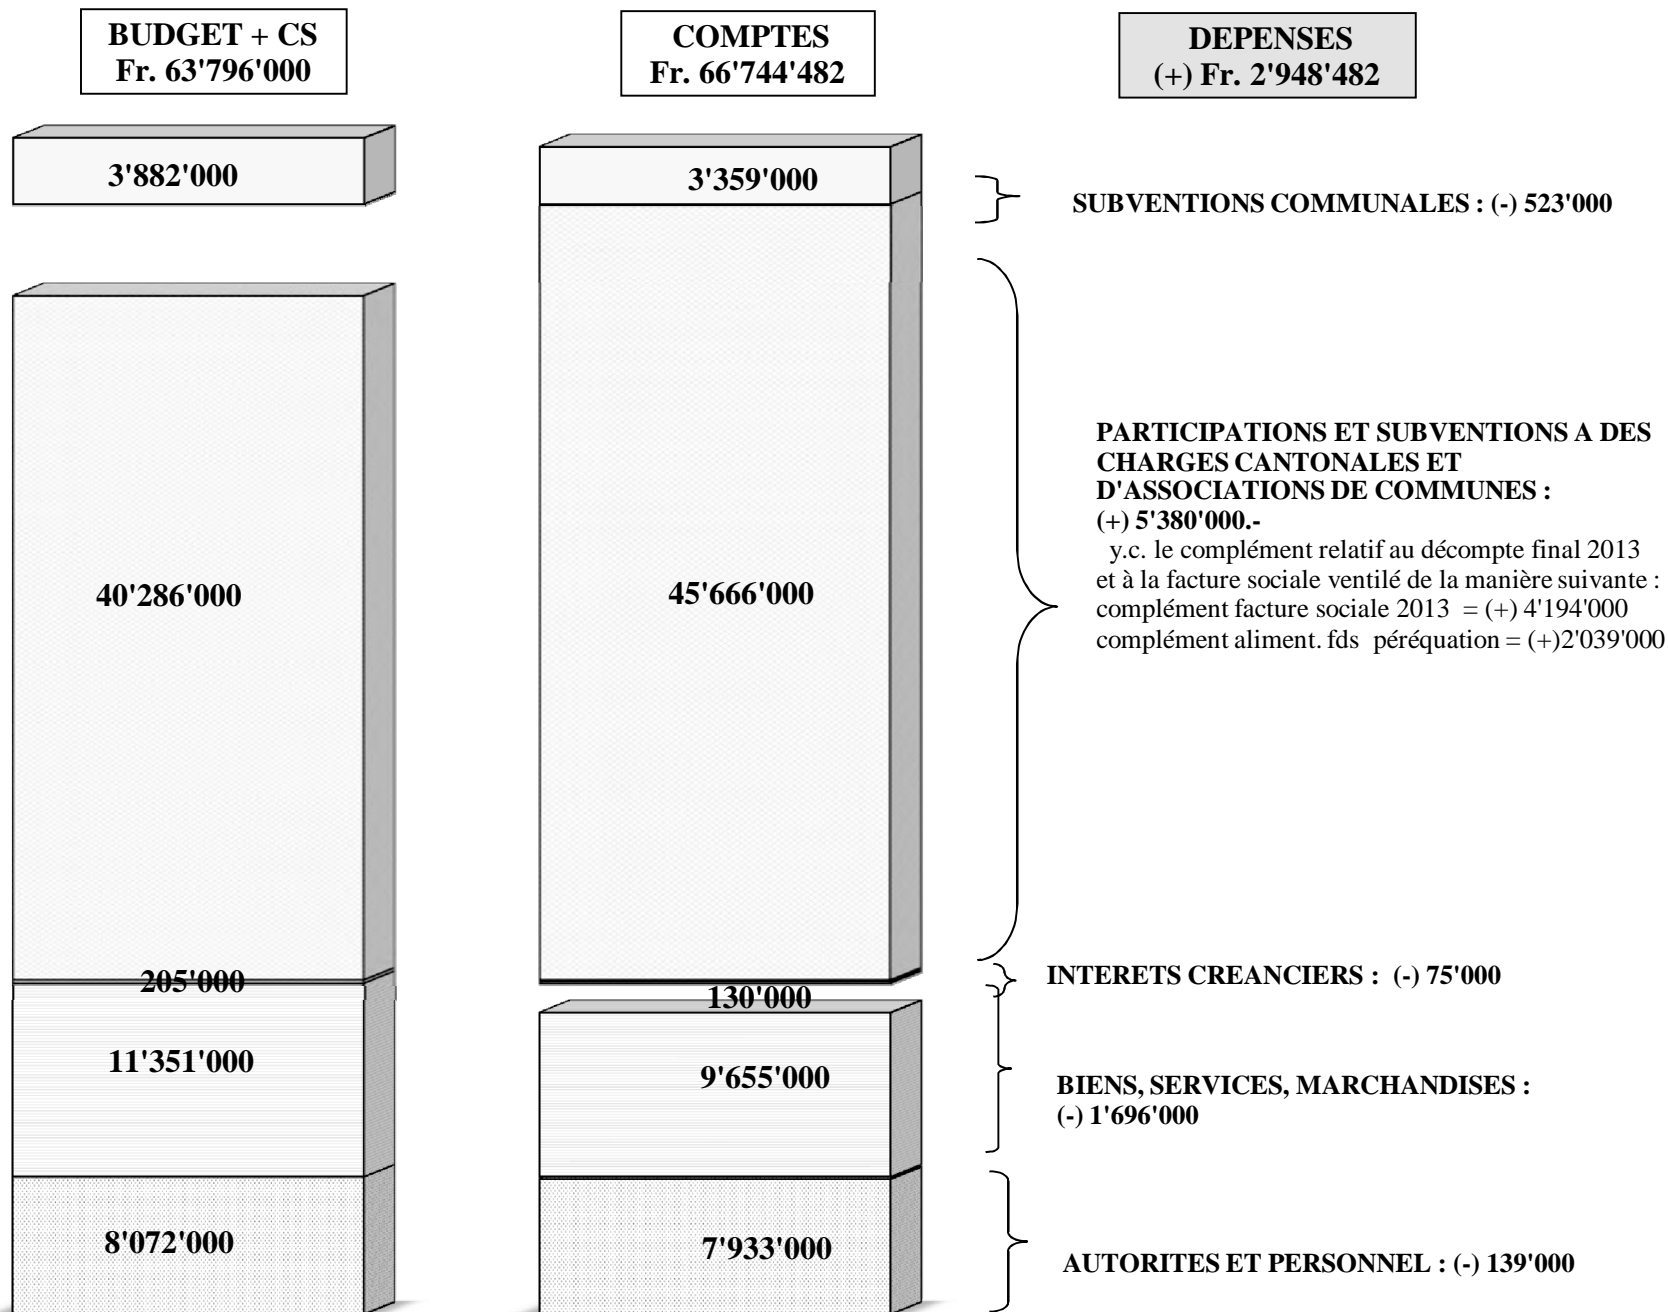 BUDGET + CS
Fr. 63'796'000
COMPTES
Fr. 66'744'482
DEPENSES
(+) Fr. 2'948'482
3'882'000
3'359'000
SUBVENTIONS COMMUNALES : (-) 523'000
40'286'000
45'666'000
PARTICIPATIONS ET SUBVENTIONS A DES
CHARGES CANTONALES ET
D'ASSOCIATIONS DE COMMUNES :
(+) 5'380'000.-
y.c. le complément relatif au décompte final 2013
et à la facture sociale ventilé de la manière suivante :
complément facture sociale 2013 = (+) 4'194'000
complément aliment. fds péréquation = (+)2'039'000
205'000
130'000
INTERETS CREANCIERS : (-) 75'000
11'351'000
9'655'000
BIENS, SERVICES, MARCHANDISES :
(-) 1'696'000
8'072'000
7'933'000
AUTORITES ET PERSONNEL : (-) 139'000